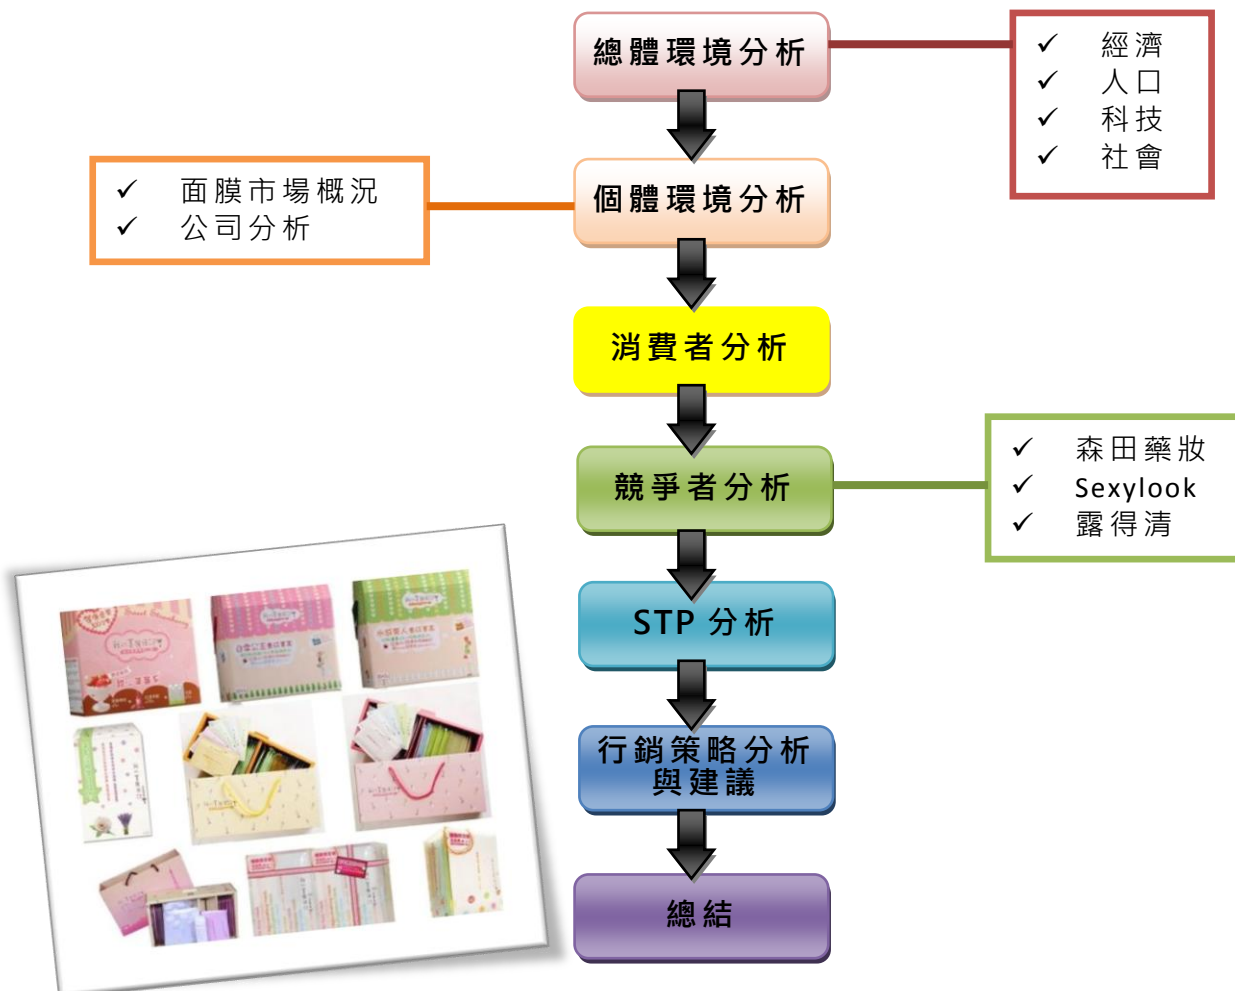 總體環境分析
✓ 經濟
✓ 人口
✓ 科技
✓ 社會
個體環境分析
✓ 面膜市場概況
✓ 公司分析
消費者分析
競爭者分析
✓ 森田藥妝
✓ Sexylook
✓ 露得清
STP 分析
行銷策略分析
與建議
總結